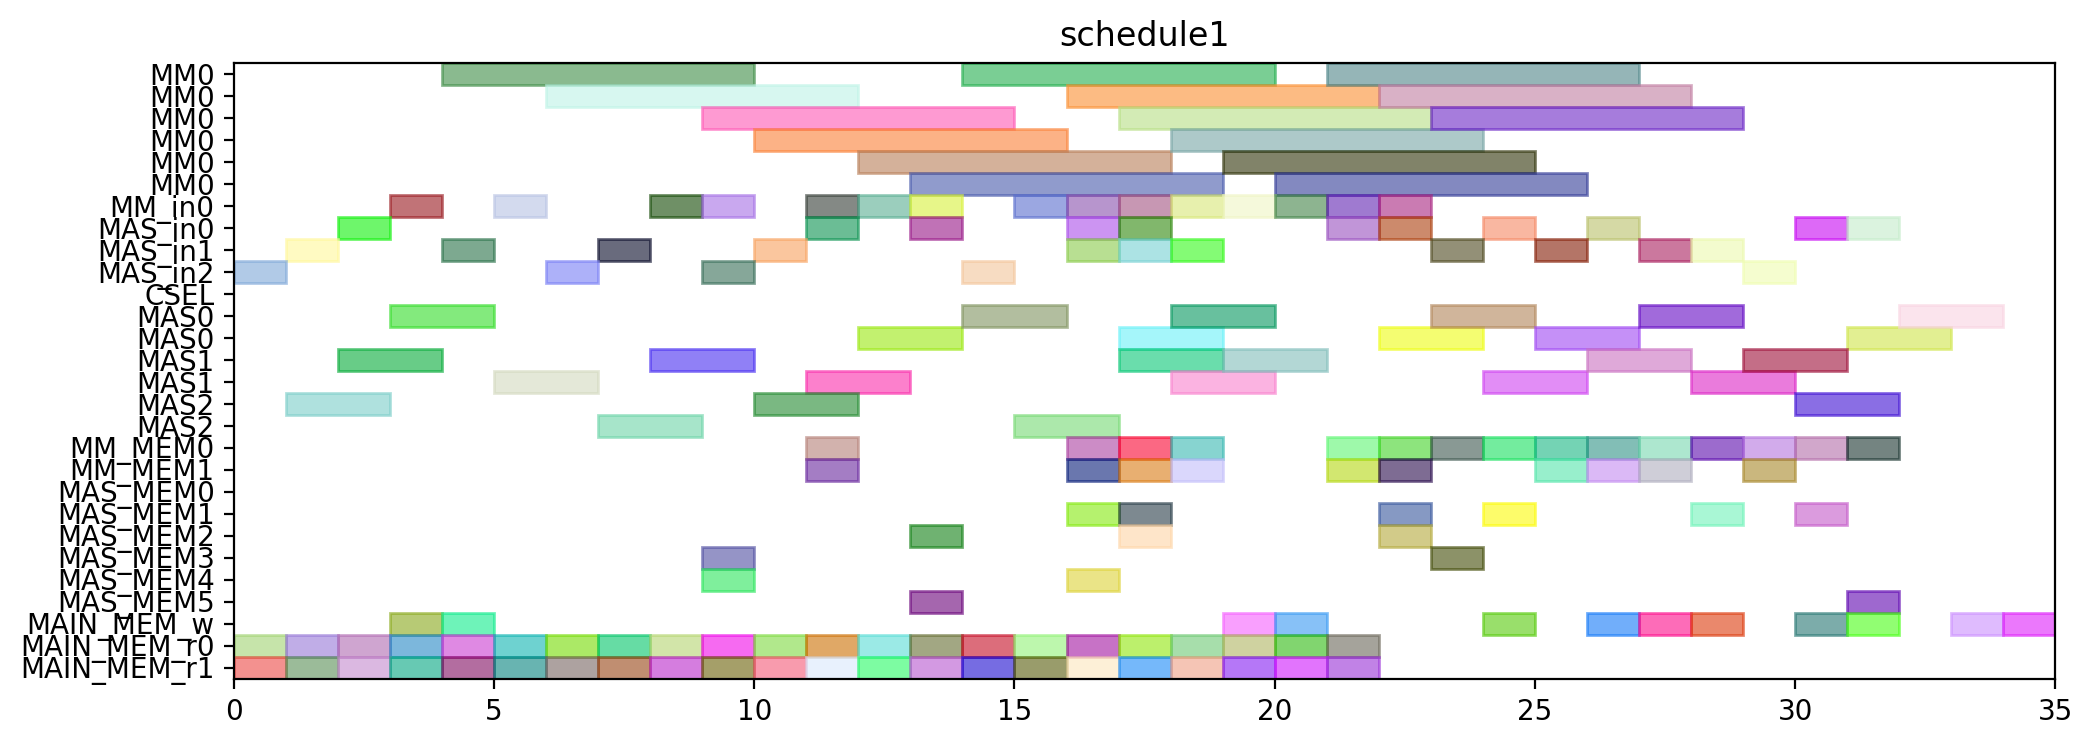 schedule1
MM0
MM0
MM0
MM0
MM0
MM0
MM_in0
MAS_in0
MAS_in1
MAS_in2
CSEL
MAS0
MAS0
MAS1
MAS1
MAS2
MAS2
MM_MEM0
MM_MEM1
MAS_MEM0
MAS_MEM1
MAS_MEM2
MAS_MEM3
MAS_MEM4
MAS_MEM5
MAIN_MEM_w
MAIN_MEM_r0
MAIN_MEM_r1
0 5 10 15 20 25 30 35